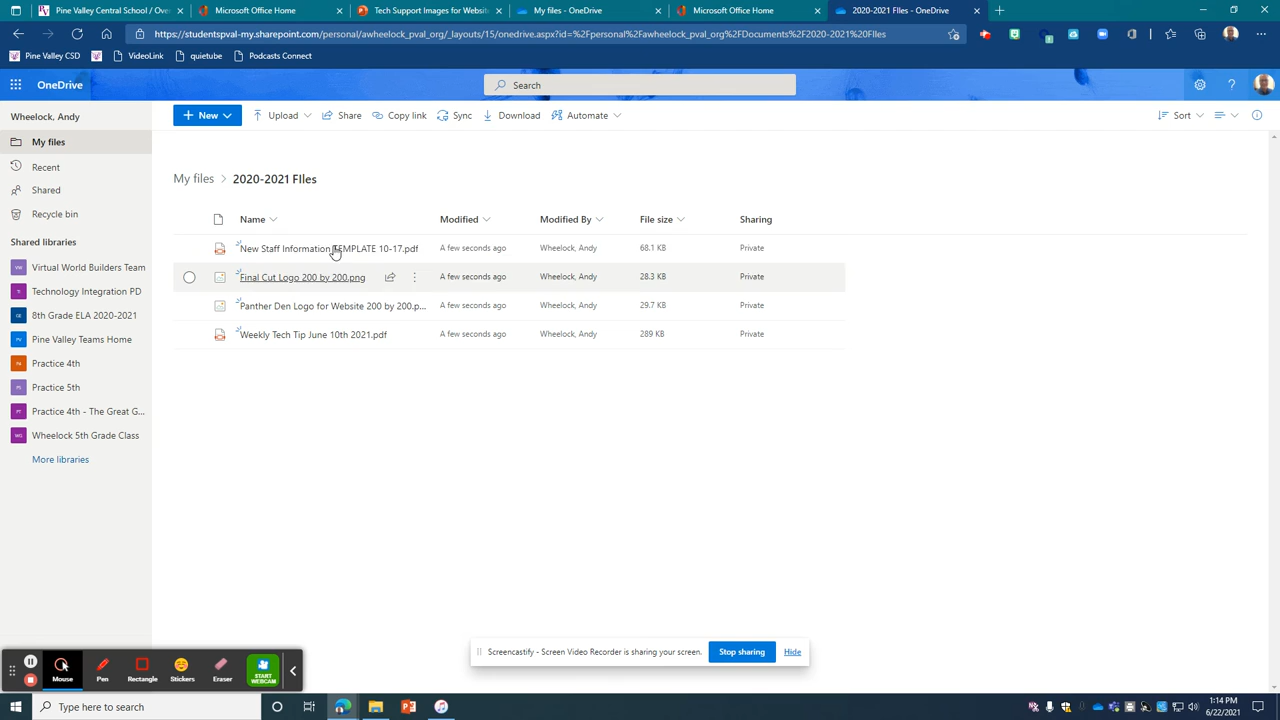 Pine Valley Central School / Over
Microsoft Office Home
Tech Support Images for Website
My files - OneDrive
Microsoft Office Home
2020-2021 FIles - OneDrive
https://studentspval-my.sharepoint.com/personal/awheelock_pval_org/_layouts/15/onedrive.aspx?id=%2Fpersonal%2Fawheelock_pval_org%2FDocuments%2F2020-2021%20FIles
Pine Valley CSD
VideoLink
quietube
Podcasts Connect
OneDrive
Search
Wheelock, Andy
New
Upload
Share
Copy link
Sync
Download
Automate
Sort
My files
Recent
Shared
Recycle bin
Shared libraries
Virtual World Builders Team
Technology Integration PD
8th Grade ELA 2020-2021
Pine Valley Teams Home
Practice 4th
Practice 5th
Practice 4th - The Great G...
Wheelock 5th Grade Class
More libraries
My files > 2020-2021 FIles
Name Modified Modified By File size Sharing
New Staff Information TEMPLATE 10-17.pdf A few seconds ago Wheelock, Andy 68.1 KB Private
Final Cut Logo 200 by 200.png A few seconds ago Wheelock, Andy 28.3 KB Private
Panther Den Logo for Website 200 by 200.p... A few seconds ago Wheelock, Andy 29.7 KB Private
Weekly Tech Tip June 10th 2021.pdf A few seconds ago Wheelock, Andy 289 KB Private
Screencastify - Screen Video Recorder is sharing your screen.
Stop sharing
Hide
Mouse
Pen
Rectangle
Stickers
Eraser
START WEBCAM
Type here to search
1:14 PM
6/22/2021